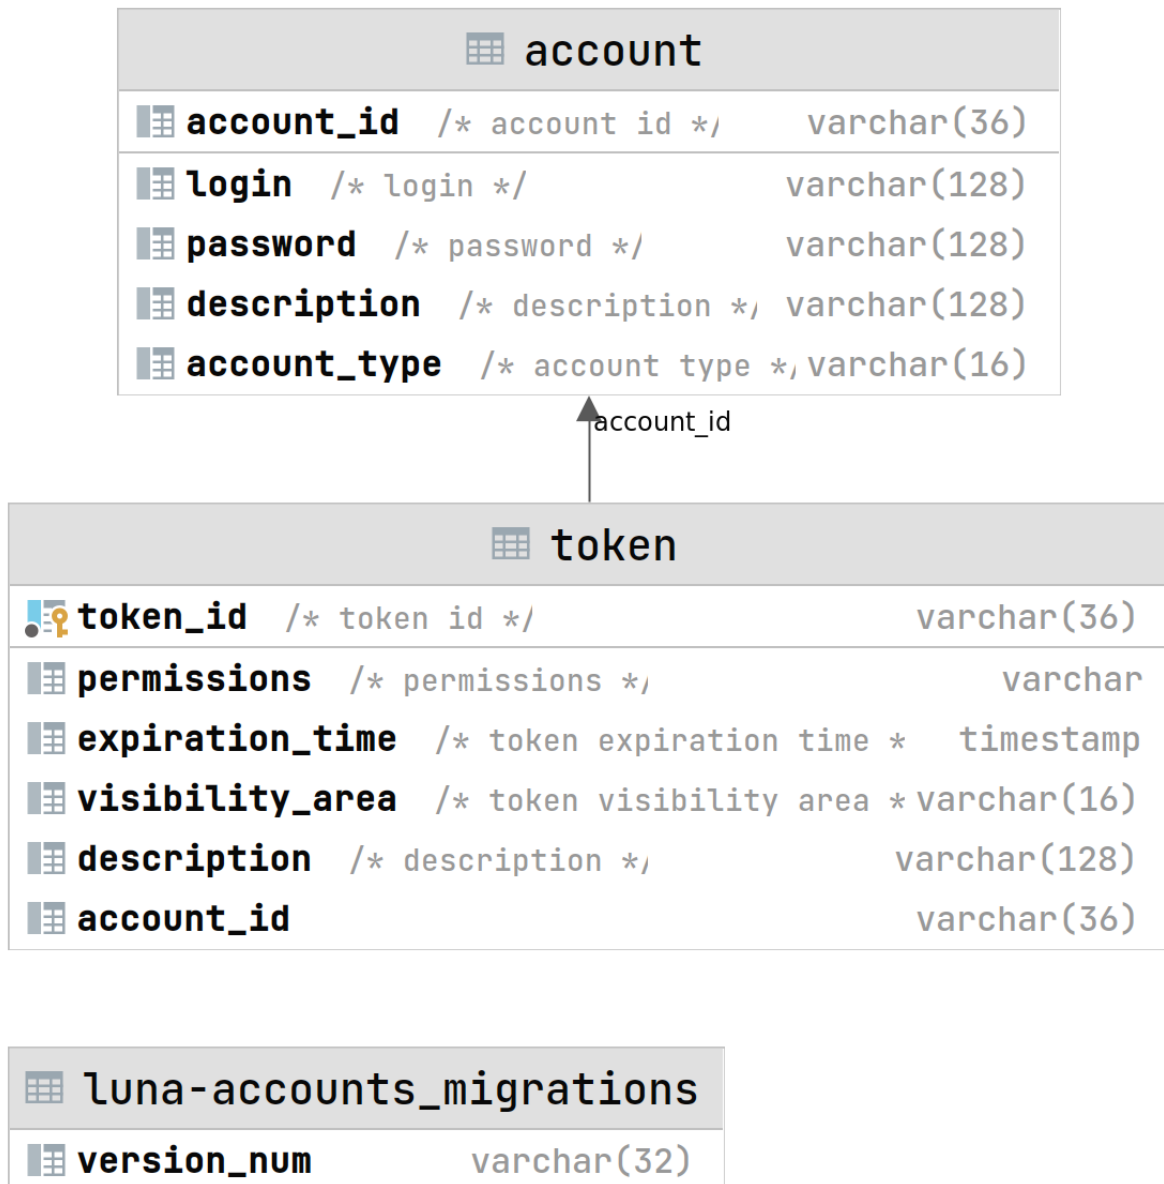 account
account_id /* account id */ varchar(36)
login /* login */ varchar(128)
password /* password */ varchar(128)
description /* description */ varchar(128)
account_type /* account type */ varchar(16)
account_id
token
token_id /* token id */ varchar(36)
permissions /* permissions */ varchar
expiration_time /* token expiration time * timestamp
visibility_area /* token visibility area * varchar(16)
description /* description */ varchar(128)
account_id varchar(36)
luna-accounts_migrations
version_num varchar(32)